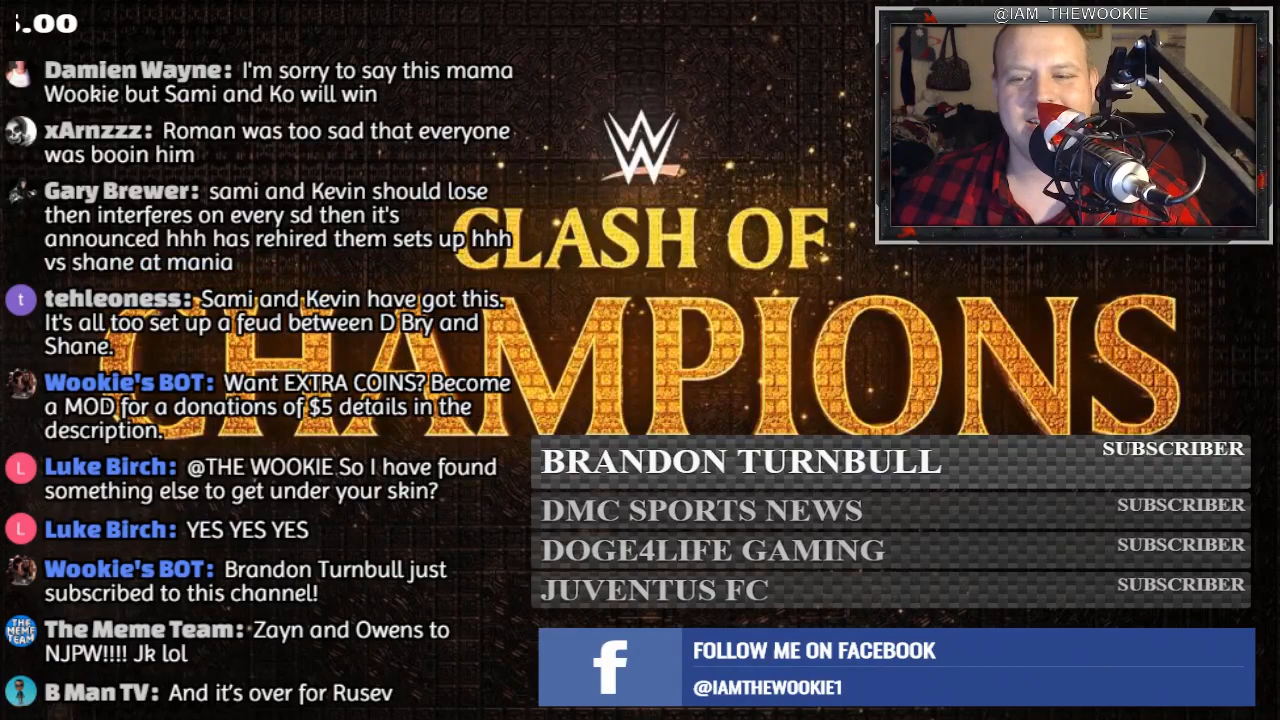 .00
Damien Wayne: I'm sorry to say this mama
Wookie but Sami and Ko will win
xArnzzz: Roman was too sad that everyone
was booin him
Gary Brewer: sami and Kevin should lose
then interferes on every sd then it's
announced hhh has rehired them sets up hhh
vs shane at mania
t
tehleoness: Sami and Kevin have got this.
It's all too set up a feud between D Bry and
Shane.
Wookie's BOT: Want EXTRA COINS? Become
a MOD for a donations of $5 details in the
description.
L
Luke Birch: @THE WOOKIE So I have found
something else to get under your skin?
L
Luke Birch: YES YES YES
Wookie's BOT: Brandon Turnbull just
subscribed to this channel!
THE MEME TEAM
The Meme Team: Zayn and Owens to
NJPW!!!! Jk lol
B Man TV: And it's over for Rusev
@IAM_THEWOOKIE
W
CLASH OF
CHAMPIONS
BRANDON TURNBULL SUBSCRIBER
DMC SPORTS NEWS SUBSCRIBER
DOGE4LIFE GAMING SUBSCRIBER
JUVENTUS FC SUBSCRIBER
f
FOLLOW ME ON FACEBOOK
@IAMTHEWOOKIE1